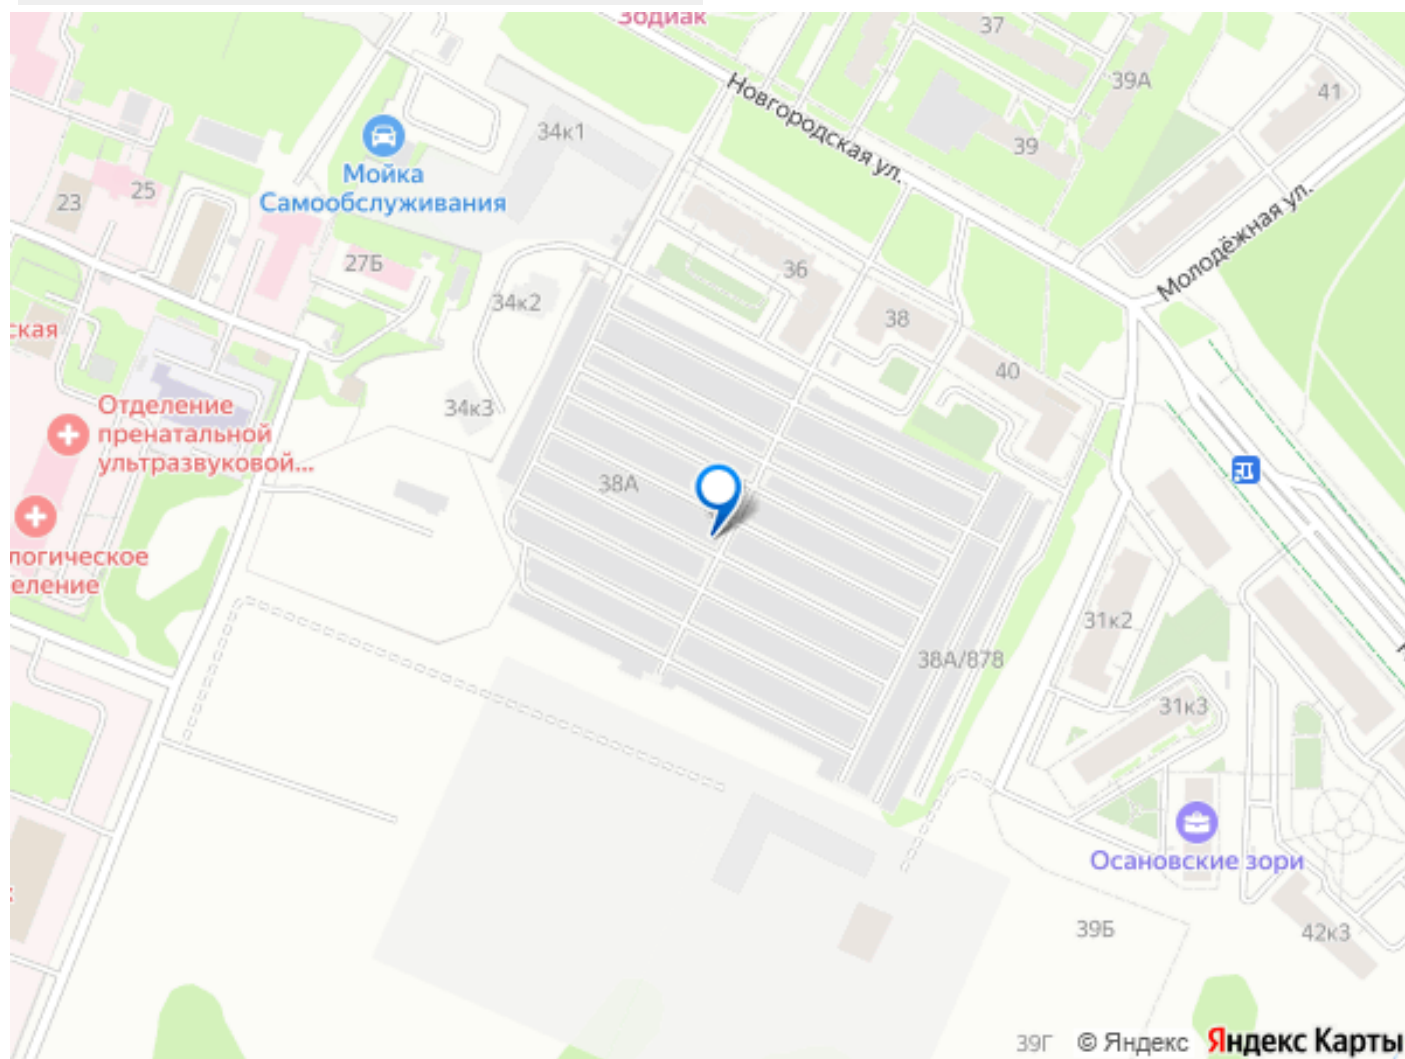 Зодиак
37
39А
41
Новгородская ул.
34к1
39
Мойка
Самообслуживания
25
23
Молодёжная ул.
27Б
36
34к2
38
ская
40
34к3
Отделение
пренатальной
ультразвуковой...
38А
логическое
еление
31к2
38А/878
31к3
Осановские зори
39Б
42к3
39Г
© Яндекс
Яндекс Карты